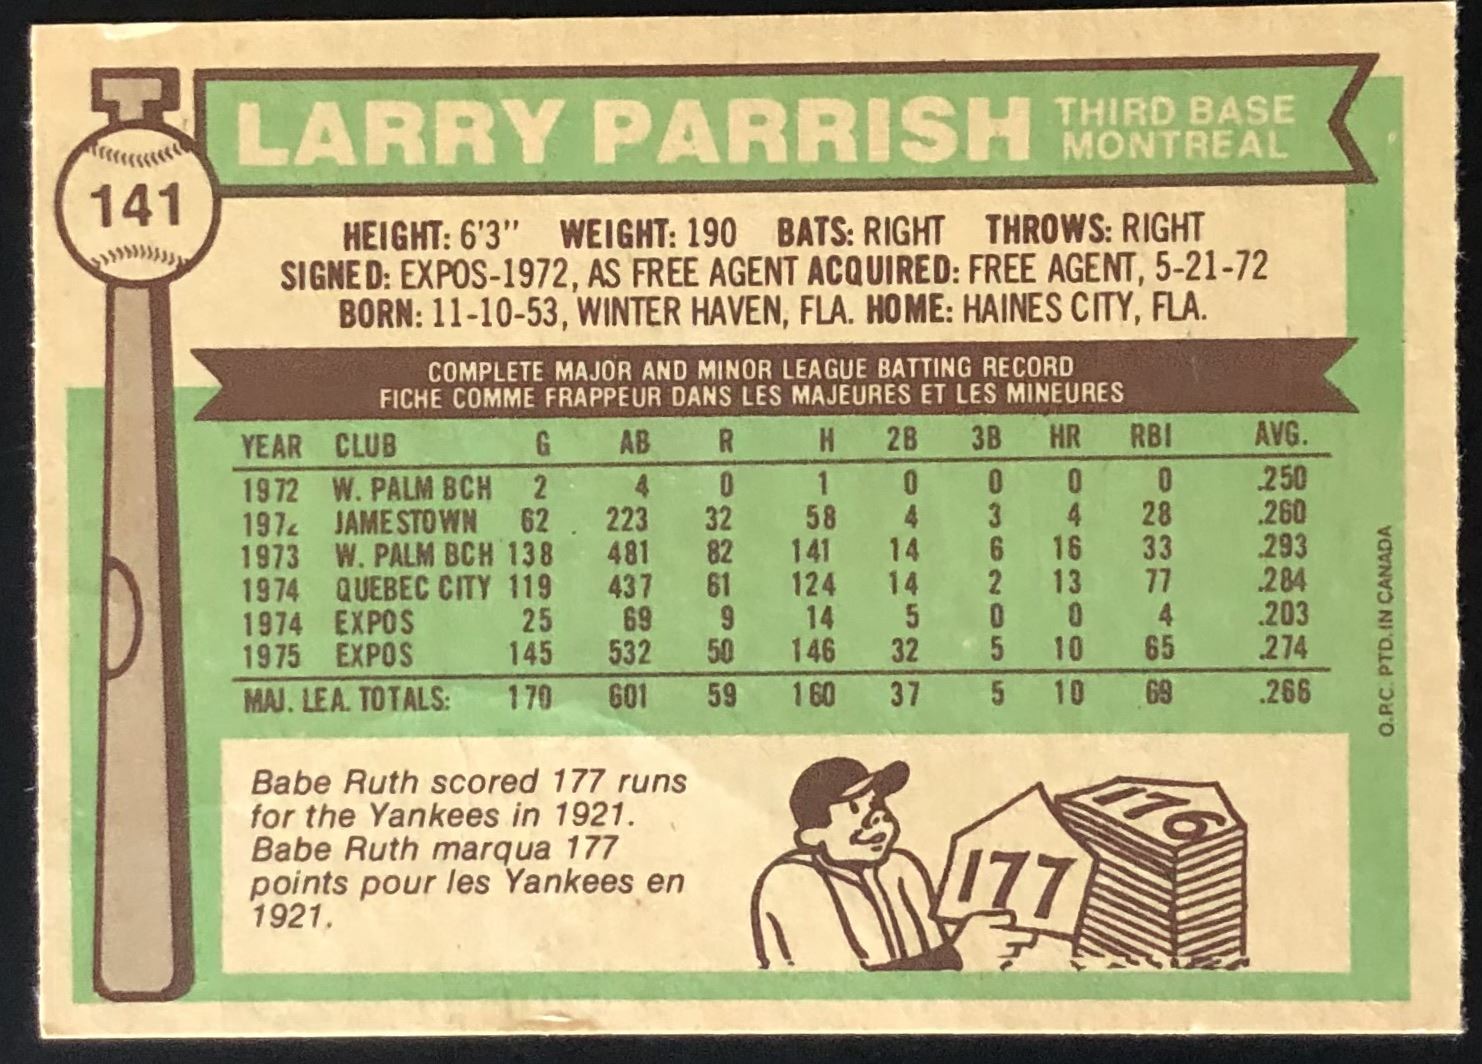 T
141
LARRY PARRISH
THIRD BASE
MONTREAL
HEIGHT: 6'3" WEIGHT: 190 BATS: RIGHT THROWS: RIGHT
SIGNED: EXPOS-1972, AS FREE AGENT ACQUIRED: FREE AGENT, 5-21-72
BORN: 11-10-53, WINTER HAVEN, FLA. HOME: HAINES CITY, FLA.
COMPLETE MAJOR AND MINOR LEAGUE BATTING RECORD
FICHE COMME FRAPPEUR DANS LES MAJEURES ET LES MINEURES
YEAR CLUB G AB R H 2B 3B HR RBI AVG.
1972 W. PALM BCH 2 4 0 1 0 0 0 0 .250
1972 JAMESTOWN 62 223 32 58 4 3 4 28 .260
1973 W. PALM BCH 138 481 82 141 14 6 16 33 .293
1974 QUEBEC CITY 119 437 61 124 14 2 13 77 .284
1974 EXPOS 25 69 9 14 5 0 0 4 .203
1975 EXPOS 145 532 50 146 32 5 10 65 .274
MAJ. LEA. TOTALS: 170 601 59 160 37 5 10 69 .266
Babe Ruth scored 177 runs
for the Yankees in 1921.
Babe Ruth marqua 177
points pour les Yankees en
1921.
177
176
O.P.C. PTD. IN CANADA